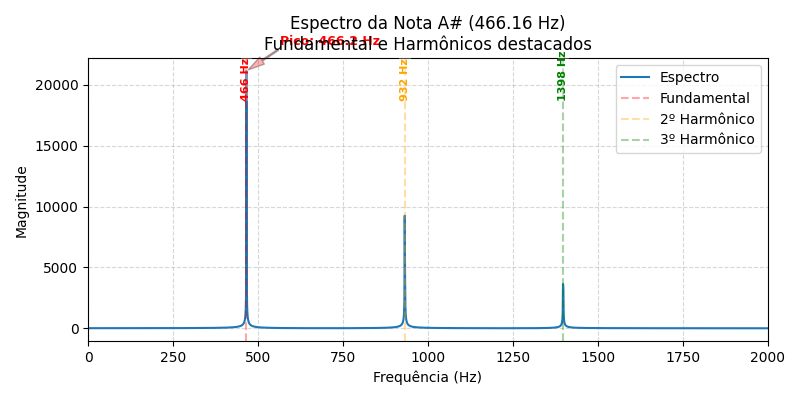 Espectro da Nota A# (466.16 Hz)
Fundamental e Harmônicos destacados
Pico: 466.2 Hz
466 Hz
932 Hz
1398 Hz
Espectro
Fundamental
2º Harmônico
3º Harmônico
Magnitude
20000
15000
10000
5000
0
0 250 500 750 1000 1250 1500 1750 2000
Frequência (Hz)